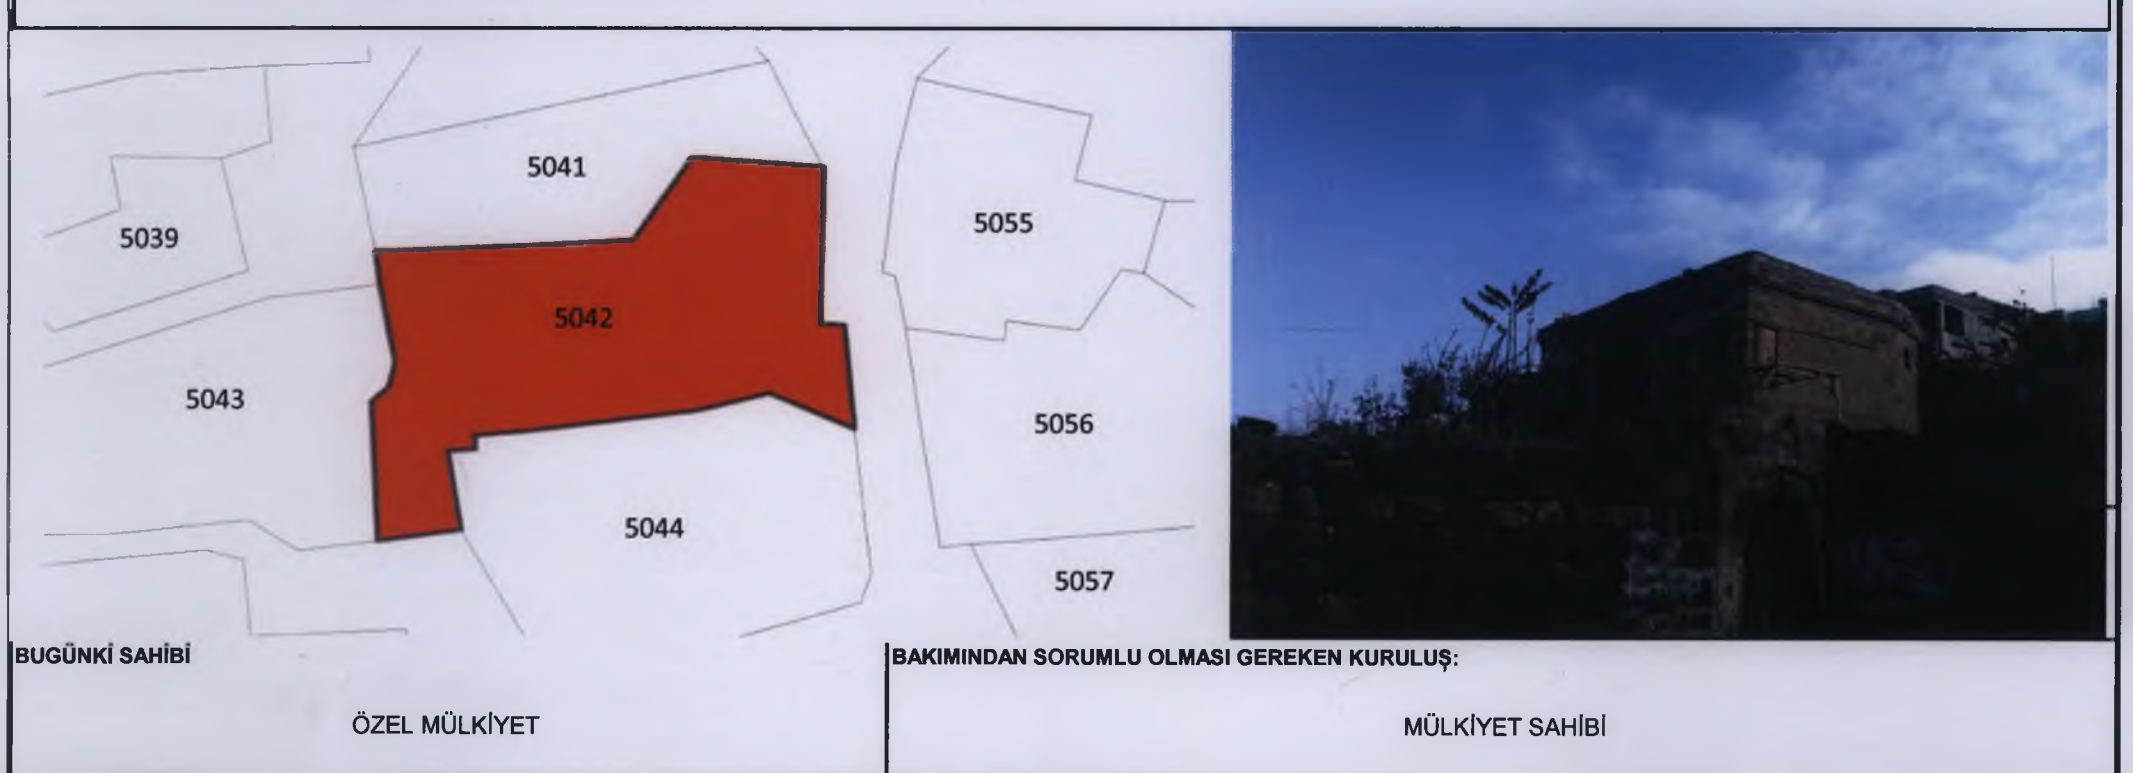 5041
5039
5055
5042
5043
5056
5044
5057
BUGÜNKİ SAHİBİ
BAKIMINDAN SORUMLU OLMASI GEREKEN KURULUŞ:
ÖZEL MÜLKİYET
MÜLKİYET SAHİBİ